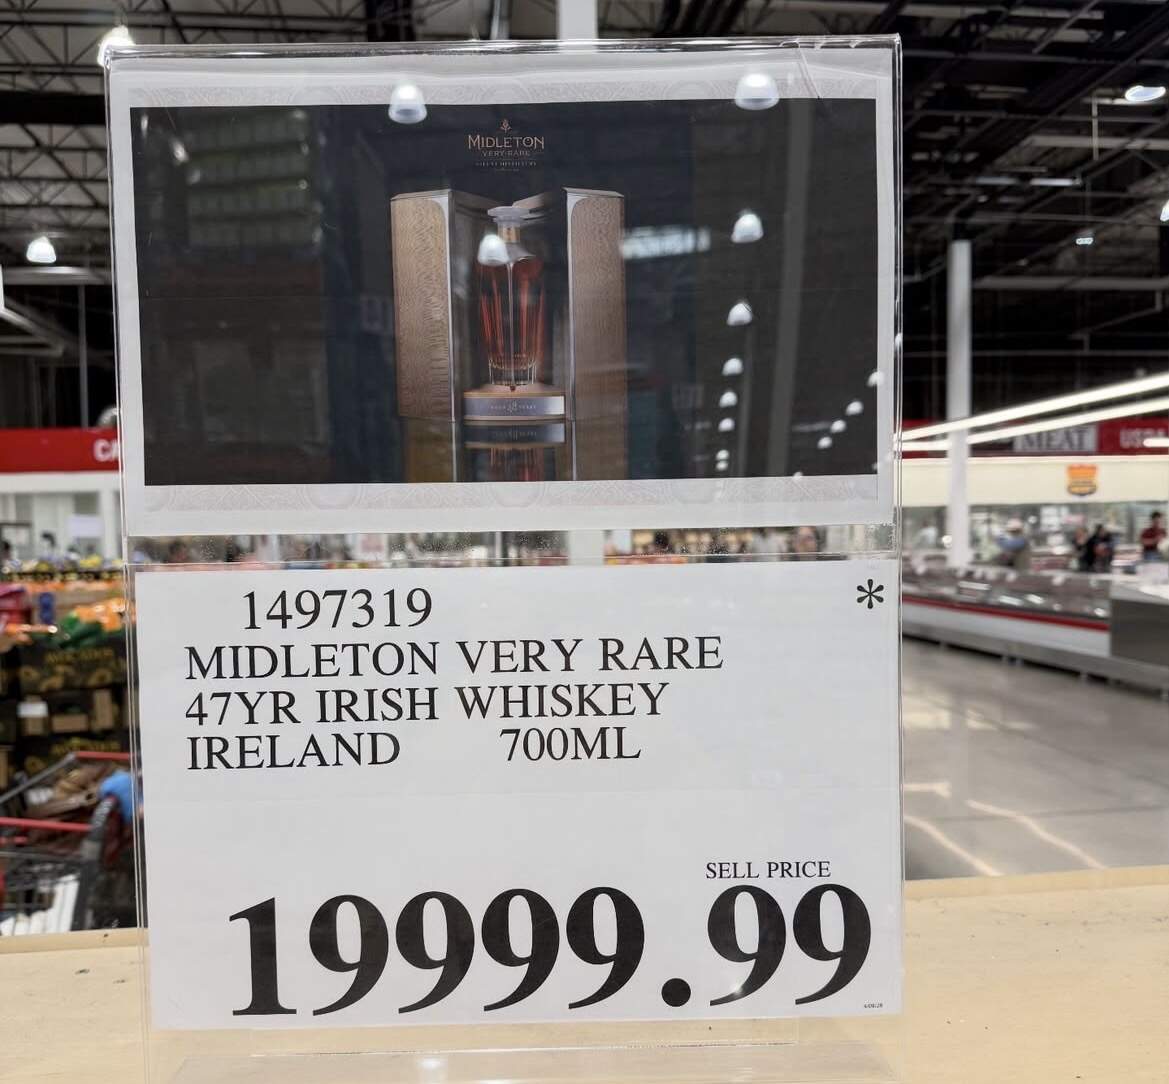 MIDLETON
VERY RARE
1497319 *
MIDLETON VERY RARE
47YR IRISH WHISKEY
IRELAND 700ML
SELL PRICE
19999.99
MEAT